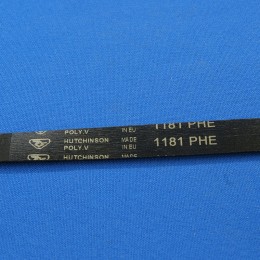 POLY.V IN EU 1181 PHE
HUTCHINSON MADE 1181 PHE
POLY.V IN EU
HUTCHINSON MADE